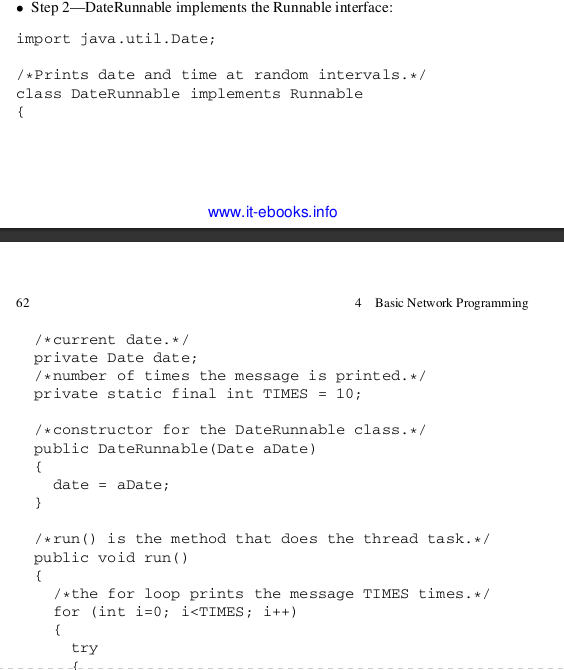 • Step 2—DateRunnable implements the Runnable interface:
import java.util.Date;
/*Prints date and time at random intervals.*/
class DateRunnable implements Runnable
{
www.it-ebooks.info
62 4 Basic Network Programming
/*current date.*/
private Date date;
/*number of times the message is printed.*/
private static final int TIMES = 10;
/*constructor for the DateRunnable class.*/
public DateRunnable(Date aDate)
{
date = aDate;
}
/*run() is the method that does the thread task.*/
public void run()
{
/*the for loop prints the message TIMES times.*/
for (int i=0; i<TIMES; i++)
{
try
{